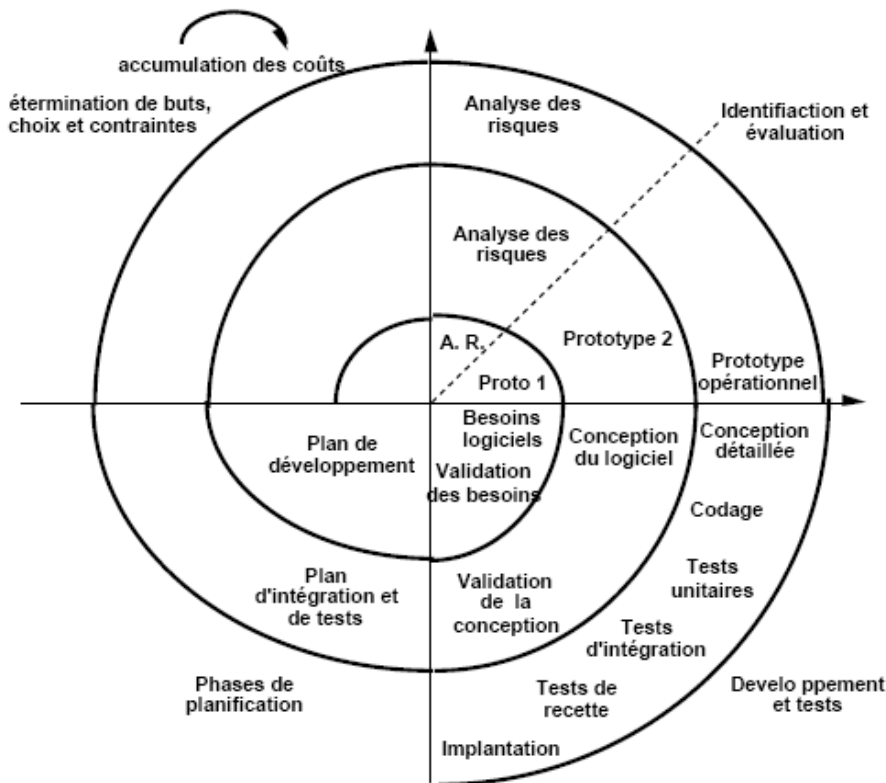 accumulation des coûts
étermination de buts,
choix et contraintes
Analyse des
risques
Identifiaction et
évaluation
Analyse des
risques
A. R.
Prototype 2
Proto 1
Prototype
opérationnel
Besoins
logiciels
Plan de
développement
Conception
du logiciel
Conception
détaillée
Validation
des besoins
Codage
Tests
unitaires
Plan
d'intégration et
de tests
Validation
de la
conception
Tests
d'intégration
Phases de
planification
Tests de
recette
Develo ppement
et tests
Implantation